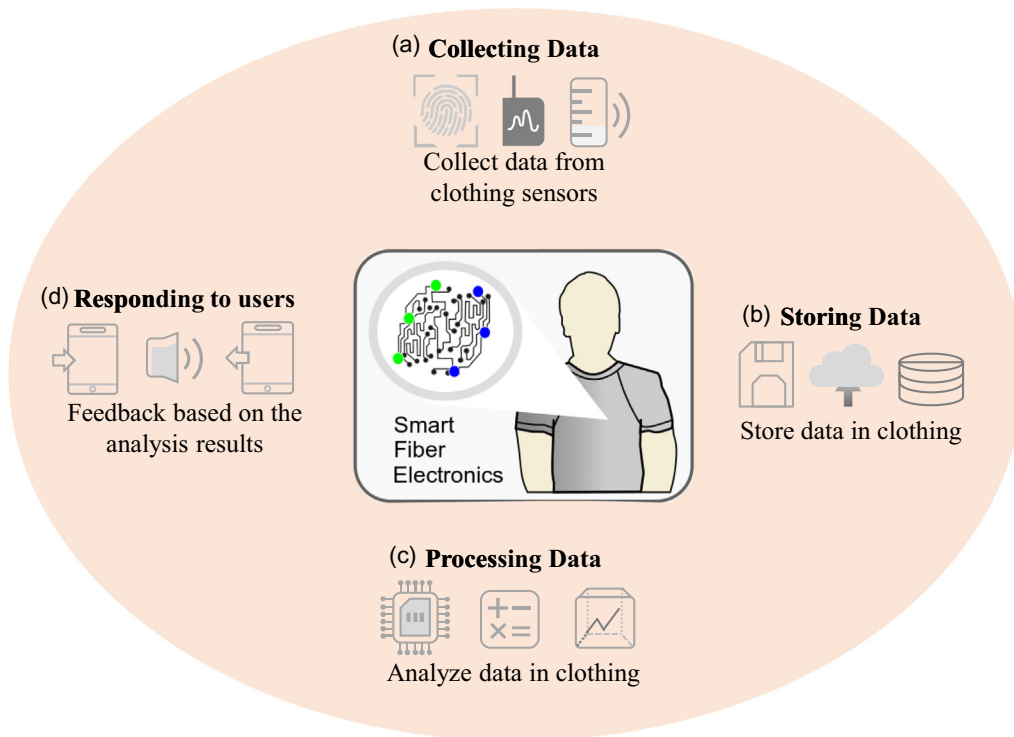 (a) Collecting Data
Collect data from
clothing sensors
(d) Responding to users
Feedback based on the
analysis results
Smart
Fiber
Electronics
(b) Storing Data
Store data in clothing
(c) Processing Data
Analyze data in clothing